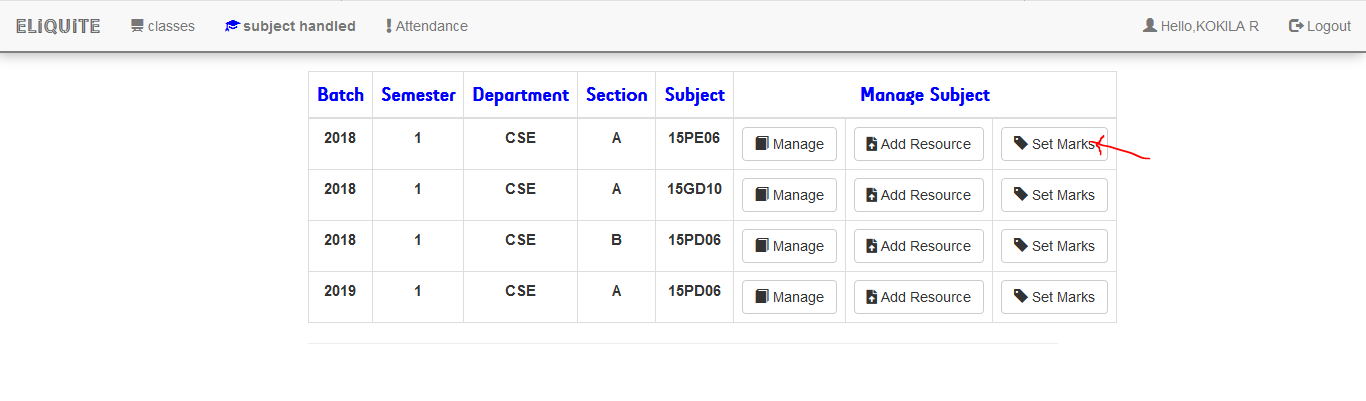 ELiQUiTE classes subject handled Attendance Hello,KOKILA R Logout
Batch Semester Department Section Subject Manage Subject
2018 1 CSE A 15PE06 Manage Add Resource Set Marks
2018 1 CSE A 15GD10 Manage Add Resource Set Marks
2018 1 CSE B 15PD06 Manage Add Resource Set Marks
2019 1 CSE A 15PD06 Manage Add Resource Set Marks